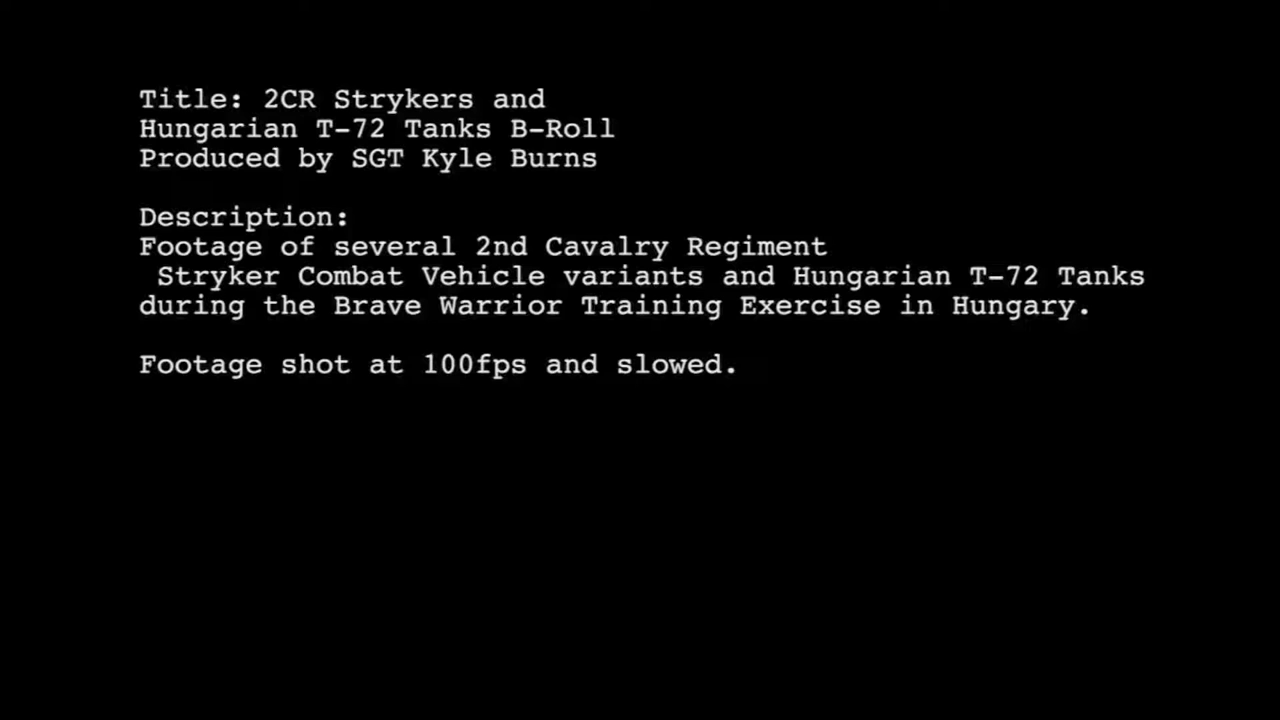 Title: 2CR Strykers and
Hungarian T-72 Tanks B-Roll
Produced by SGT Kyle Burns
Description:
Footage of several 2nd Cavalry Regiment
Stryker Combat Vehicle variants and Hungarian T-72 Tanks
during the Brave Warrior Training Exercise in Hungary.
Footage shot at 100fps and slowed.